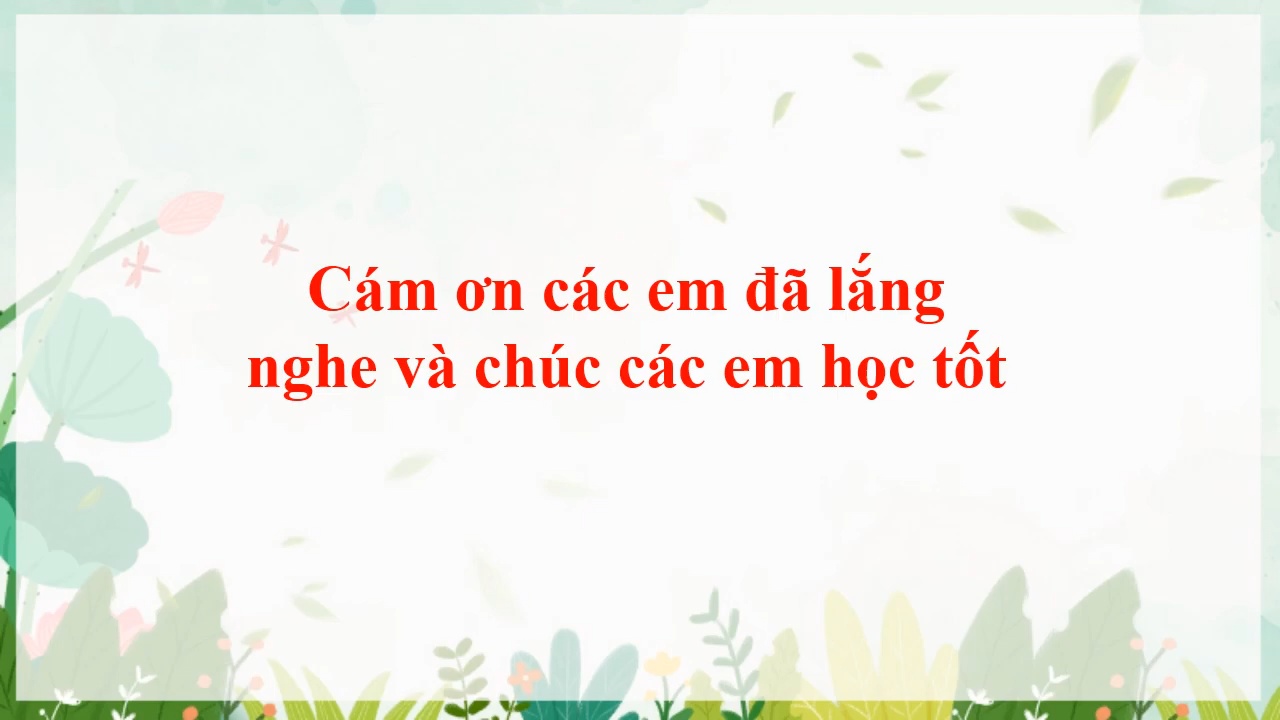 Cám ơn các em đã lắng
nghe và chúc các em học tốt